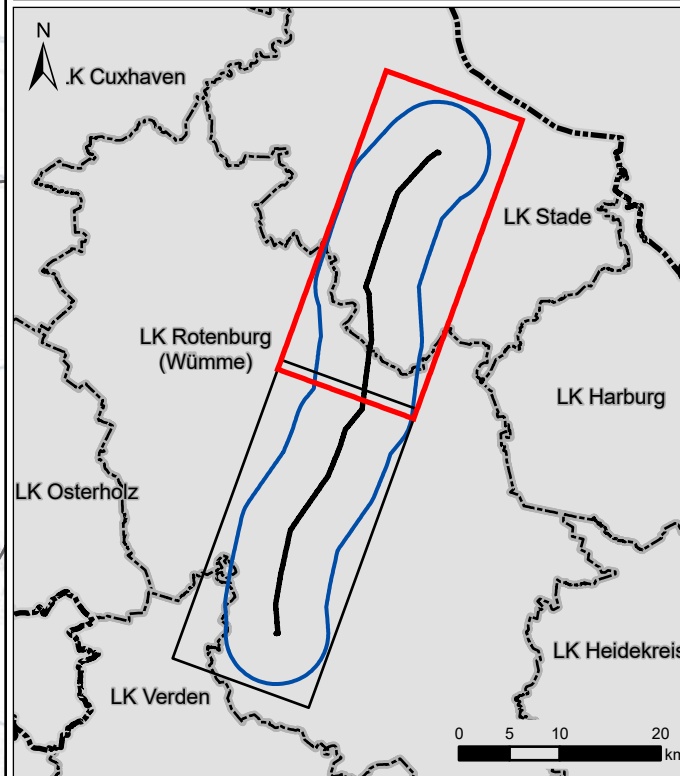 N
.K Cuxhaven
LK Stade
LK Rotenburg
(Wümme)
LK Harburg
LK Osterholz
LK Heidekreis
LK Verden
0 5 10 20
km